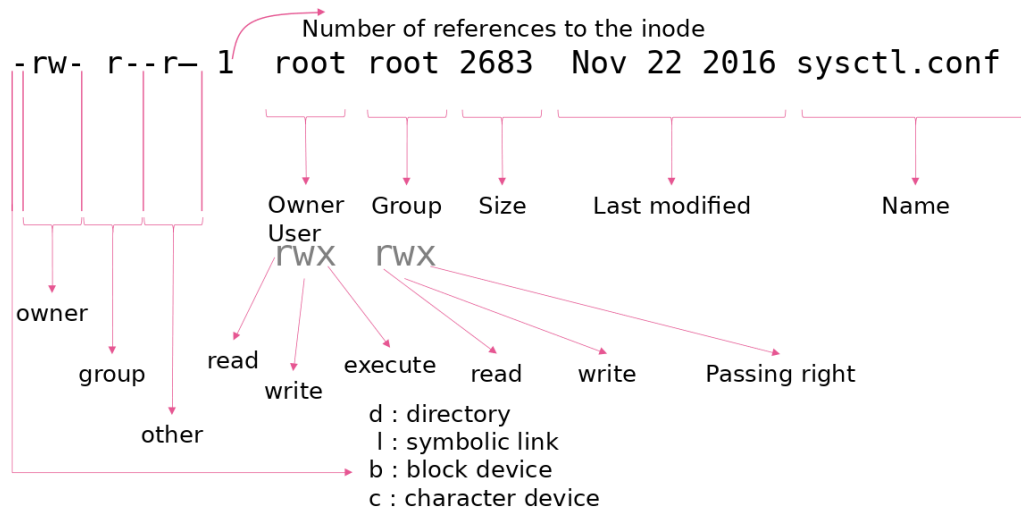 Number of references to the inode
-rw- r--r– 1 root root 2683 Nov 22 2016 sysctl.conf
Owner Group Size Last modified Name
User
rwx rwx
owner
read write execute read write Passing right
group
other
d : directory
l : symbolic link
b : block device
c : character device